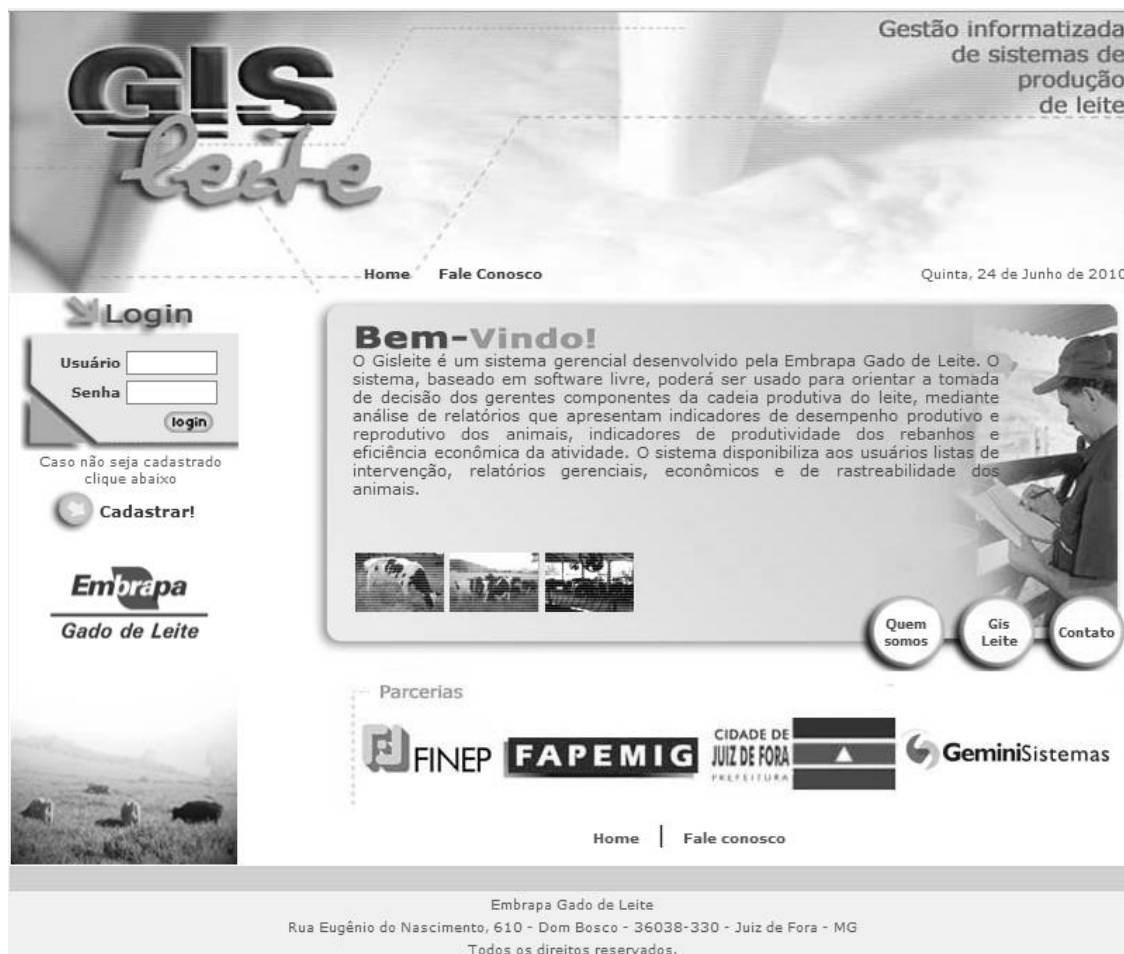 GIS
leite
Gestão informatizada
de sistemas de
produção
de leite
Home Fale Conosco
Quinta, 24 de Junho de 2010
Login
Usuário
Senha
login
Caso não seja cadastrado
clique abaixo
Cadastrar!
Embrapa
Gado de Leite
Bem-Vindo!
O Gisleite é um sistema gerencial desenvolvido pela Embrapa Gado de Leite. O
sistema, baseado em software livre, poderá ser usado para orientar a tomada
de decisão dos gerentes componentes da cadeia produtiva do leite, mediante
análise de relatórios que apresentam indicadores de desempenho produtivo e
reprodutivo dos animais, indicadores de produtividade dos rebanhos e
eficiência econômica da atividade. O sistema disponibiliza aos usuários listas de
intervenção, relatórios gerenciais, econômicos e de rastreabilidade dos
animais.
Quem
somos
Gis
Leite
Contato
Parcerias
FINEP
FAPEMIG
CIDADE DE
JUIZ DE FORA
PREFEITURA
GeminiSistemas
Home | Fale conosco
Embrapa Gado de Leite
Rua Eugênio do Nascimento, 610 - Dom Bosco - 36038-330 - Juiz de Fora - MG
Todos os direitos reservados.